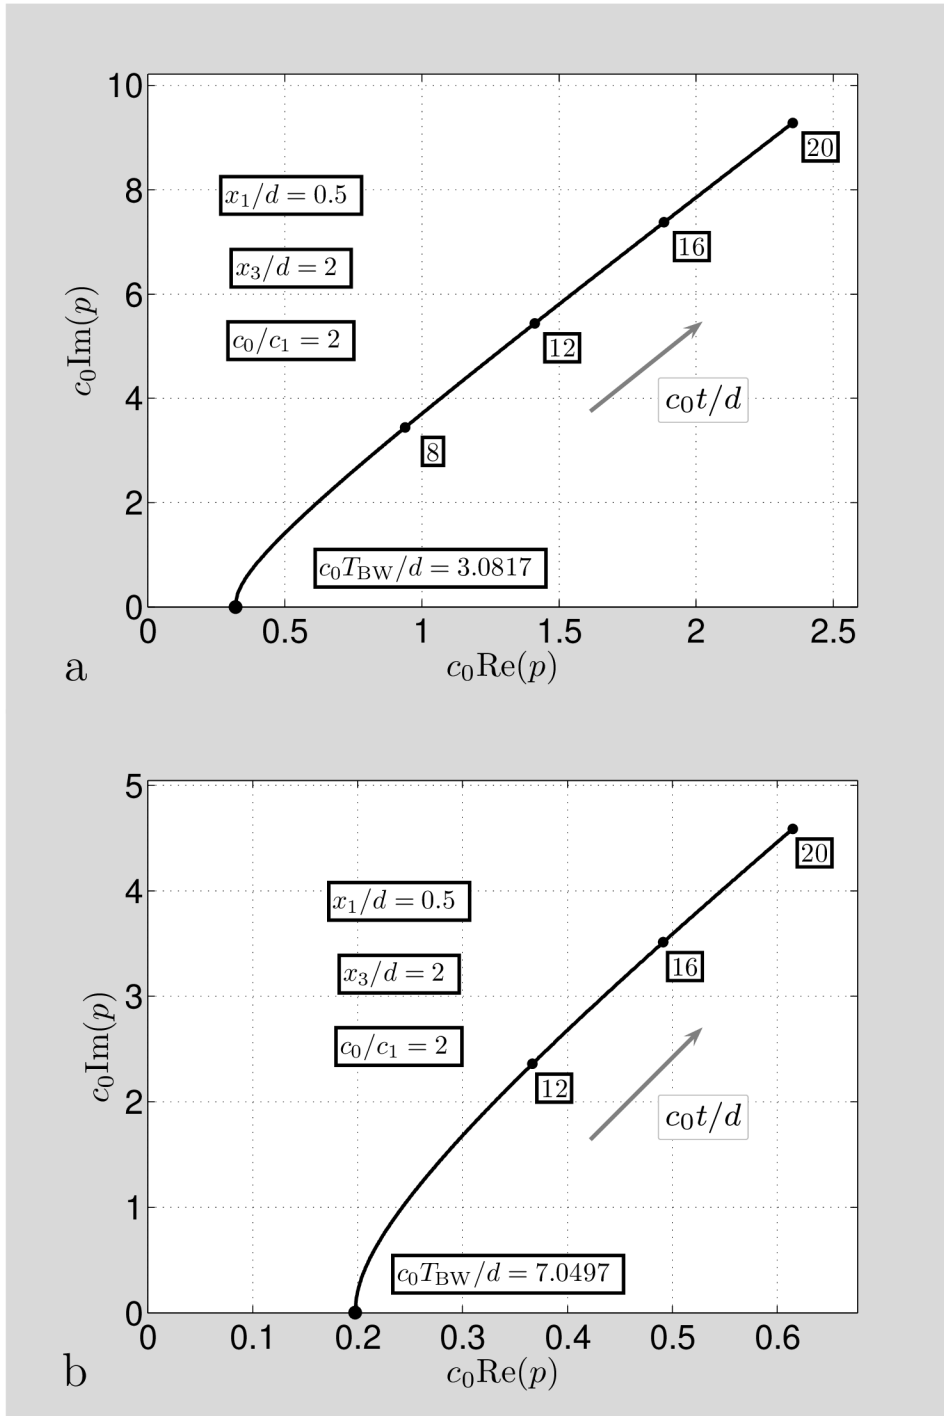 10
20
8
x₁/d = 0.5
16
x₃/d = 2
6
c₀/c₁ = 2
12
c₀Im(p)
4
c₀t/d
8
2
c₀T_BW/d = 3.0817
0
0 0.5 1 1.5 2 2.5
a
c₀Re(p)
5
20
4
x₁/d = 0.5
16
x₃/d = 2
3
c₀/c₁ = 2
c₀Im(p)
12
2
c₀t/d
1
c₀T_BW/d = 7.0497
0
0 0.1 0.2 0.3 0.4 0.5 0.6
b
c₀Re(p)